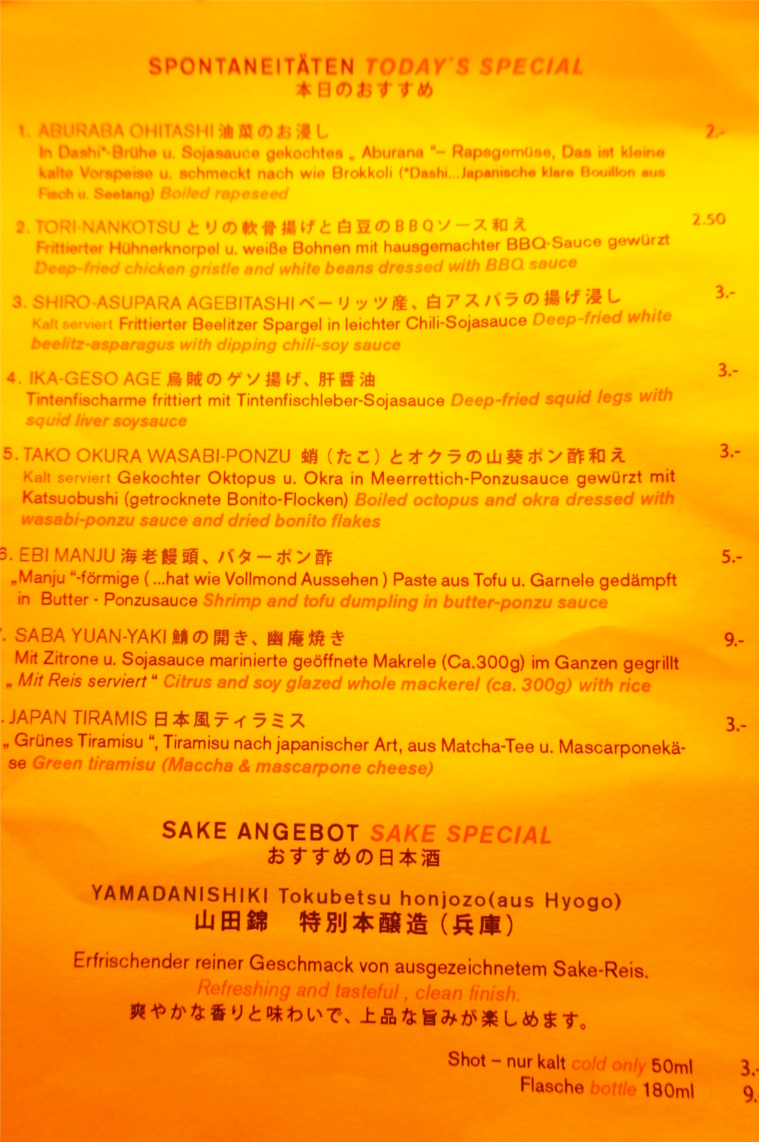 SPONTANEITÄTEN TODAY'S SPECIAL
本日のおすすめ
1. ABURABA OHITASHI 油菜のお浸し 2.-
In Dashi*-Brühe u. Sojasauce gekochtes „ Aburana "– Rapsgemüse, Das ist kleine
kalte Vorspeise u. schmeckt nach wie Brokkoli (*Dashi...Japanische klare Bouillon aus
Fisch u. Seetang) Boiled rapeseed
2. TORI-NANKOTSU とりの軟骨揚げと白豆のBBQソース和え 2.50
Frittierter Hühnerknorpel u. weiße Bohnen mit hausgemachter BBQ-Sauce gewürzt
Deep-fried chicken gristle and white beans dressed with BBQ sauce
3. SHIRO-ASUPARA AGEBITASHI ベーリッツ産、白アスパラの揚げ浸し 3.-
Kalt serviert Frittierter Beelitzer Spargel in leichter Chili-Sojasauce Deep-fried white
beelitz-asparagus with dipping chili-soy sauce
4. IKA-GESO AGE 烏賊のゲソ揚げ、肝醤油 3.-
Tintenfischarme frittiert mit Tintenfischleber-Sojasauce Deep-fried squid legs with
squid liver soysauce
5. TAKO OKURA WASABI-PONZU 蛸（たこ）とオクラの山葵ポン酢和え 3.-
Kalt serviert Gekochter Oktopus u. Okra in Meerrettich-Ponzusauce gewürzt mit
Katsuobushi (getrocknete Bonito-Flocken) Boiled octopus and okra dressed with
wasabi-ponzu sauce and dried bonito flakes
6. EBI MANJU 海老饅頭、バターポン酢 5.-
„Manju "-förmige ( ...hat wie Vollmond Aussehen ) Paste aus Tofu u. Garnele gedämpft
in Butter - Ponzusauce Shrimp and tofu dumpling in butter-ponzu sauce
. SABA YUAN-YAKI 鯖の開き、幽庵焼き 9.-
Mit Zitrone u. Sojasauce marinierte geöffnete Makrele (Ca.300g) im Ganzen gegrillt
„ Mit Reis serviert " Citrus and soy glazed whole mackerel (ca. 300g) with rice
. JAPAN TIRAMIS 日本風ティラミス 3.-
„ Grünes Tiramisu ", Tiramisu nach japanischer Art, aus Matcha-Tee u. Mascarponekä-
se Green tiramisu (Maccha & mascarpone cheese)
SAKE ANGEBOT SAKE SPECIAL
おすすめの日本酒
YAMADANISHIKI Tokubetsu honjozo(aus Hyogo)
山田錦 特別本醸造（兵庫）
Erfrischender reiner Geschmack von ausgezeichnetem Sake-Reis.
Refreshing and tasteful , clean finish.
爽やかな香りと味わいで、上品な旨みが楽しめます。
Shot – nur kalt cold only 50ml 3.-
Flasche bottle 180ml 9.